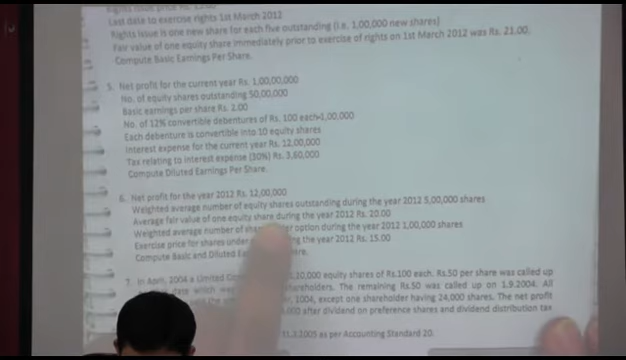 Rights issue price Rs. 15.00
Last date to exercise rights 1st March 2012
Rights issue is one new share for each five outstanding (i.e. 1,00,000 new shares)
Fair value of one equity share immediately prior to exercise of rights on 1st March 2012 was Rs. 21.00.
Compute Basic Earnings Per Share.
5. Net profit for the current year Rs. 1,00,00,000
No. of equity shares outstanding 50,00,000
Basic earnings per share Rs. 2.00
No. of 12% convertible debentures of Rs. 100 each 1,00,000
Each debenture is convertible into 10 equity shares
Interest expense for the current year Rs. 12,00,000
Tax relating to interest expense (30%) Rs. 3,60,000
Compute Diluted Earnings Per Share.
6. Net profit for the year 2012 Rs. 12,00,000
Weighted average number of equity shares outstanding during the year 2012 5,00,000 shares
Average fair value of one equity share during the year 2012 Rs. 20.00
Weighted average number of option during the year 2012 1,00,000 shares
Exercise price for shares under the year 2012 Rs. 15.00
Compute Basic and Diluted
7. In April, 2004 a Limited equity shares of Rs.100 each. Rs.50 per share was called up
date which shareholders. The remaining Rs.50 was called up on 1.9.2004. All
2004, except one shareholder having 24,000 shares. The net profit
after dividend on preference shares and dividend distribution tax
as per Accounting Standard 20.